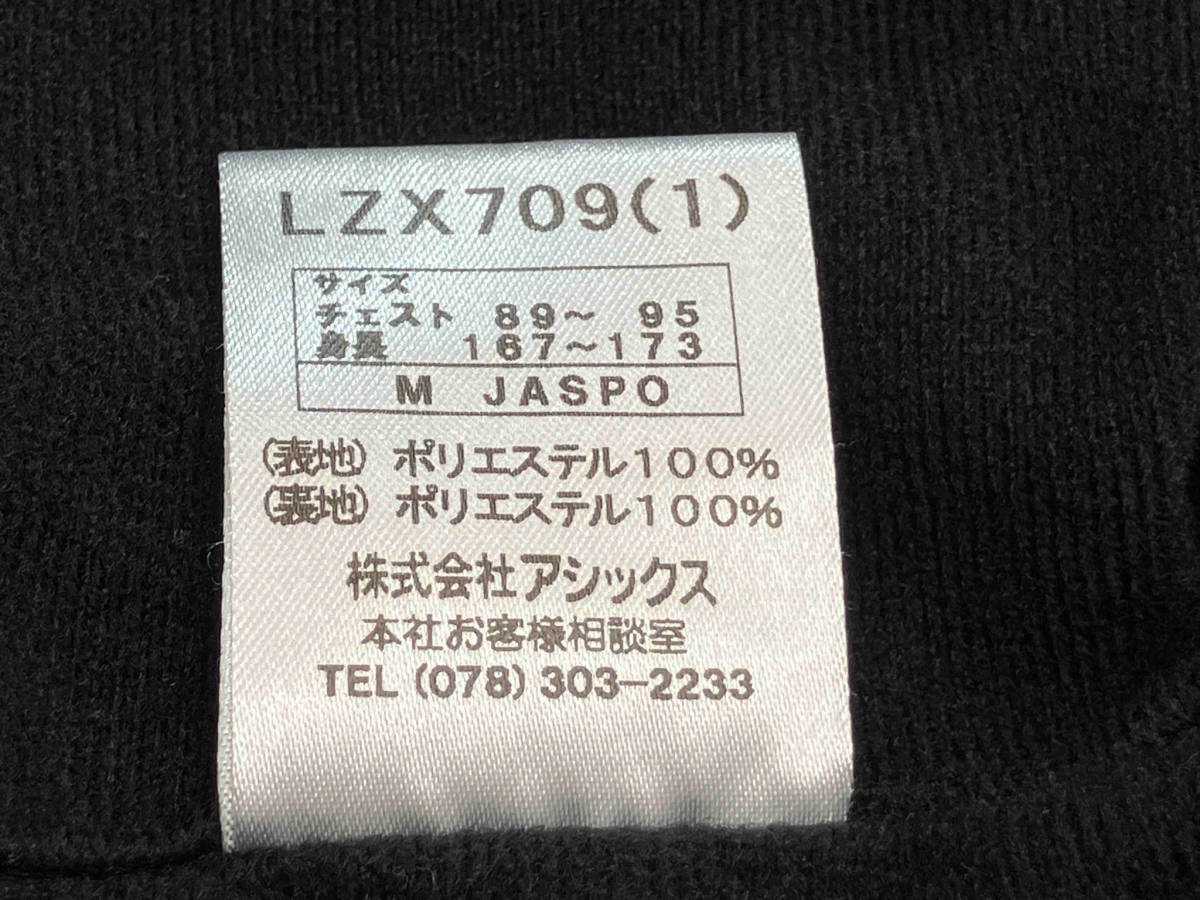 LZX709(1)
サイズ
チェスト 89～ 95
身長 167～173
M JASPO
(表地) ポリエステル100%
(裏地) ポリエステル100%
株式会社アシックス
本社お客様相談室
TEL (078) 303-2233